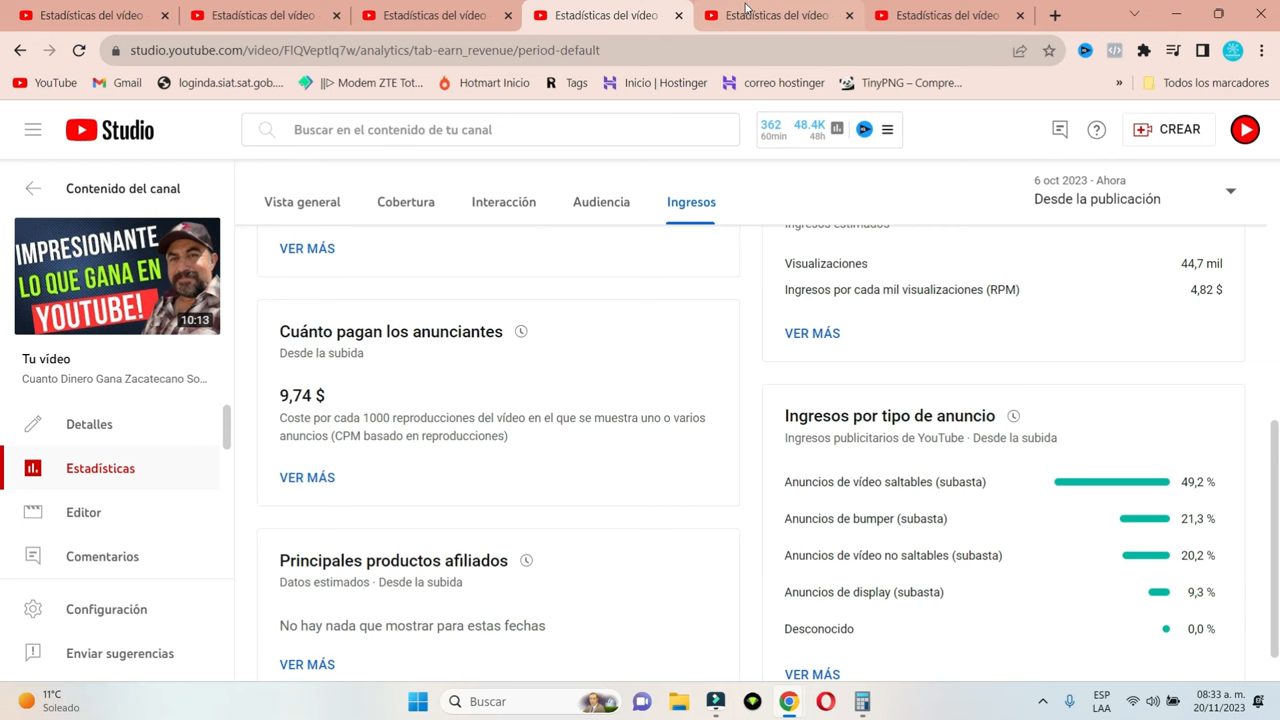 Estadísticas del vídeo
Estadísticas del vídeo
Estadísticas del vídeo
Estadísticas del vídeo
Estadísticas del vídeo
Estadísticas del vídeo
studio.youtube.com/video/FlQVeptlq7w/analytics/tab-earn_revenue/period-default
YouTube
Gmail
loginda.siat.sat.gob....
||> Modem ZTE Tot...
Hotmart Inicio
R Tags
Inicio | Hostinger
correo hostinger
TinyPNG – Compre...
»
Todos los marcadores
Studio
Buscar en el contenido de tu canal
362
60min
48.4K
48h
CREAR
Contenido del canal
IMPRESIONANTE
LO QUE GANA EN
YOUTUBE!
10:13
Tu vídeo
Cuanto Dinero Gana Zacatecano So...
Detalles
Estadísticas
Editor
Comentarios
Configuración
Enviar sugerencias
Vista general
Cobertura
Interacción
Audiencia
Ingresos
6 oct 2023 - Ahora
Desde la publicación
VER MÁS
Cuánto pagan los anunciantes
Desde la subida
9,74 $
Coste por cada 1000 reproducciones del vídeo en el que se muestra uno o varios
anuncios (CPM basado en reproducciones)
VER MÁS
Principales productos afiliados
Datos estimados · Desde la subida
No hay nada que mostrar para estas fechas
VER MÁS
Ingresos estimados
Visualizaciones 44,7 mil
Ingresos por cada mil visualizaciones (RPM) 4,82 $
VER MÁS
Ingresos por tipo de anuncio
Ingresos publicitarios de YouTube · Desde la subida
Anuncios de vídeo saltables (subasta) 49,2 %
Anuncios de bumper (subasta) 21,3 %
Anuncios de vídeo no saltables (subasta) 20,2 %
Anuncios de display (subasta) 9,3 %
Desconocido 0,0 %
VER MÁS
11°C
Soleado
Buscar
ESP
LAA
08:33 a. m.
20/11/2023